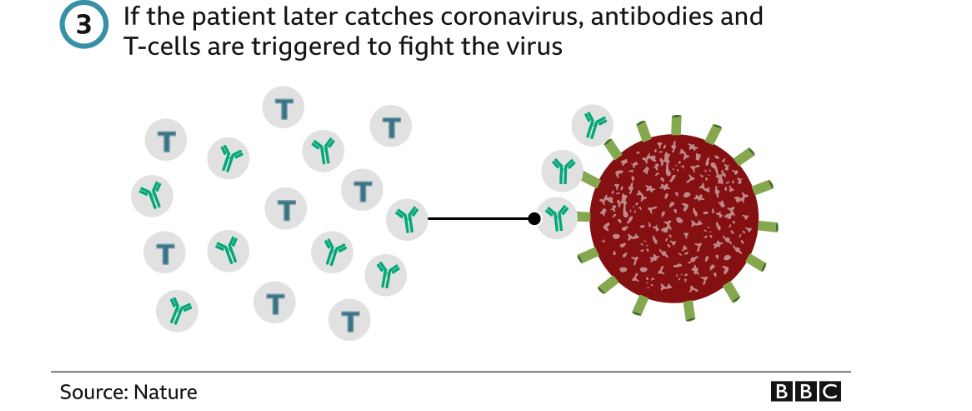 3
If the patient later catches coronavirus, antibodies and
T-cells are triggered to fight the virus
T
T
T
T
T
T
T
T
Source: Nature
BBC